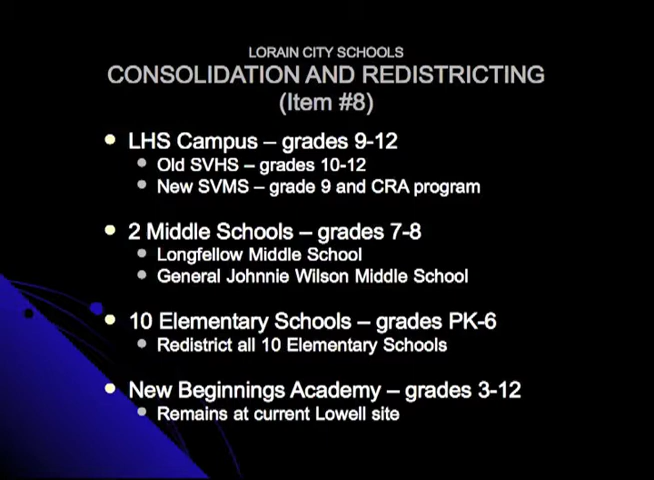 LORAIN CITY SCHOOLS
CONSOLIDATION AND REDISTRICTING
(Item #8)
LHS Campus – grades 9-12
Old SVHS – grades 10-12
New SVMS – grade 9 and CRA program
2 Middle Schools – grades 7-8
Longfellow Middle School
General Johnnie Wilson Middle School
10 Elementary Schools – grades PK-6
Redistrict all 10 Elementary Schools
New Beginnings Academy – grades 3-12
Remains at current Lowell site